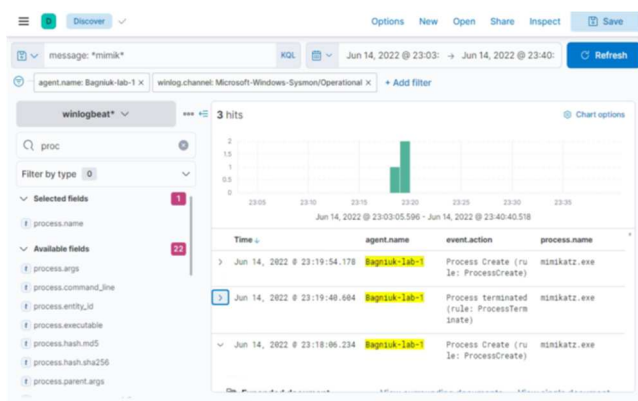 D Discover
Options New Open Share Inspect Save
message: *mimik* KQL Jun 14, 2022 @ 23:03: → Jun 14, 2022 @ 23:40: Refresh
agent.name: Bagniuk-lab-1 × winlog.channel: Microsoft-Windows-Sysmon/Operational × + Add filter
winlogbeat*
proc
Filter by type 0
Selected fields 1
t process.name
Available fields 22
t process.args
t process.command_line
t process.entity_id
t process.executable
t process.hash.md5
t process.hash.sha256
t process.parent.args
3 hits
Chart options
2
1.5
1
0.5
0
23:05 23:10 23:15 23:20 23:25 23:30 23:35
Jun 14, 2022 @ 23:03:05.596 - Jun 14, 2022 @ 23:40:40.518
Time agent.name event.action process.name
Jun 14, 2022 @ 23:19:54.178 Bagniuk-lab-1 Process Create (ru mimikatz.exe
le: ProcessCreate)
Jun 14, 2022 @ 23:19:40.604 Bagniuk-lab-1 Process terminated mimikatz.exe
(rule: ProcessTerm
inate)
Jun 14, 2022 @ 23:18:06.234 Bagniuk-lab-1 Process Create (ru mimikatz.exe
le: ProcessCreate)